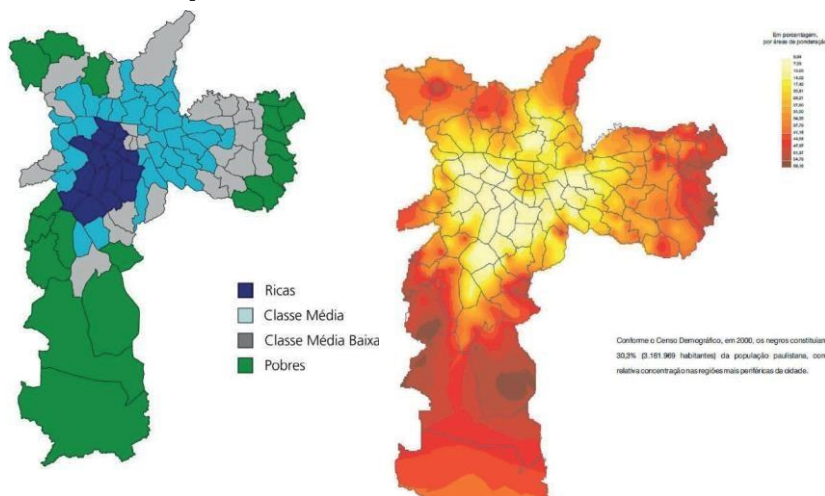 Ricas
Classe Média
Classe Média Baixa
Pobres
Em porcentagem,
por áreas de ponderação
Conforme o Censo Demográfico, em 2000, os negros constituíam
30,3% (3.161.969 habitantes) da população paulistana, com
relativa concentração nas regiões mais periféricas da cidade.